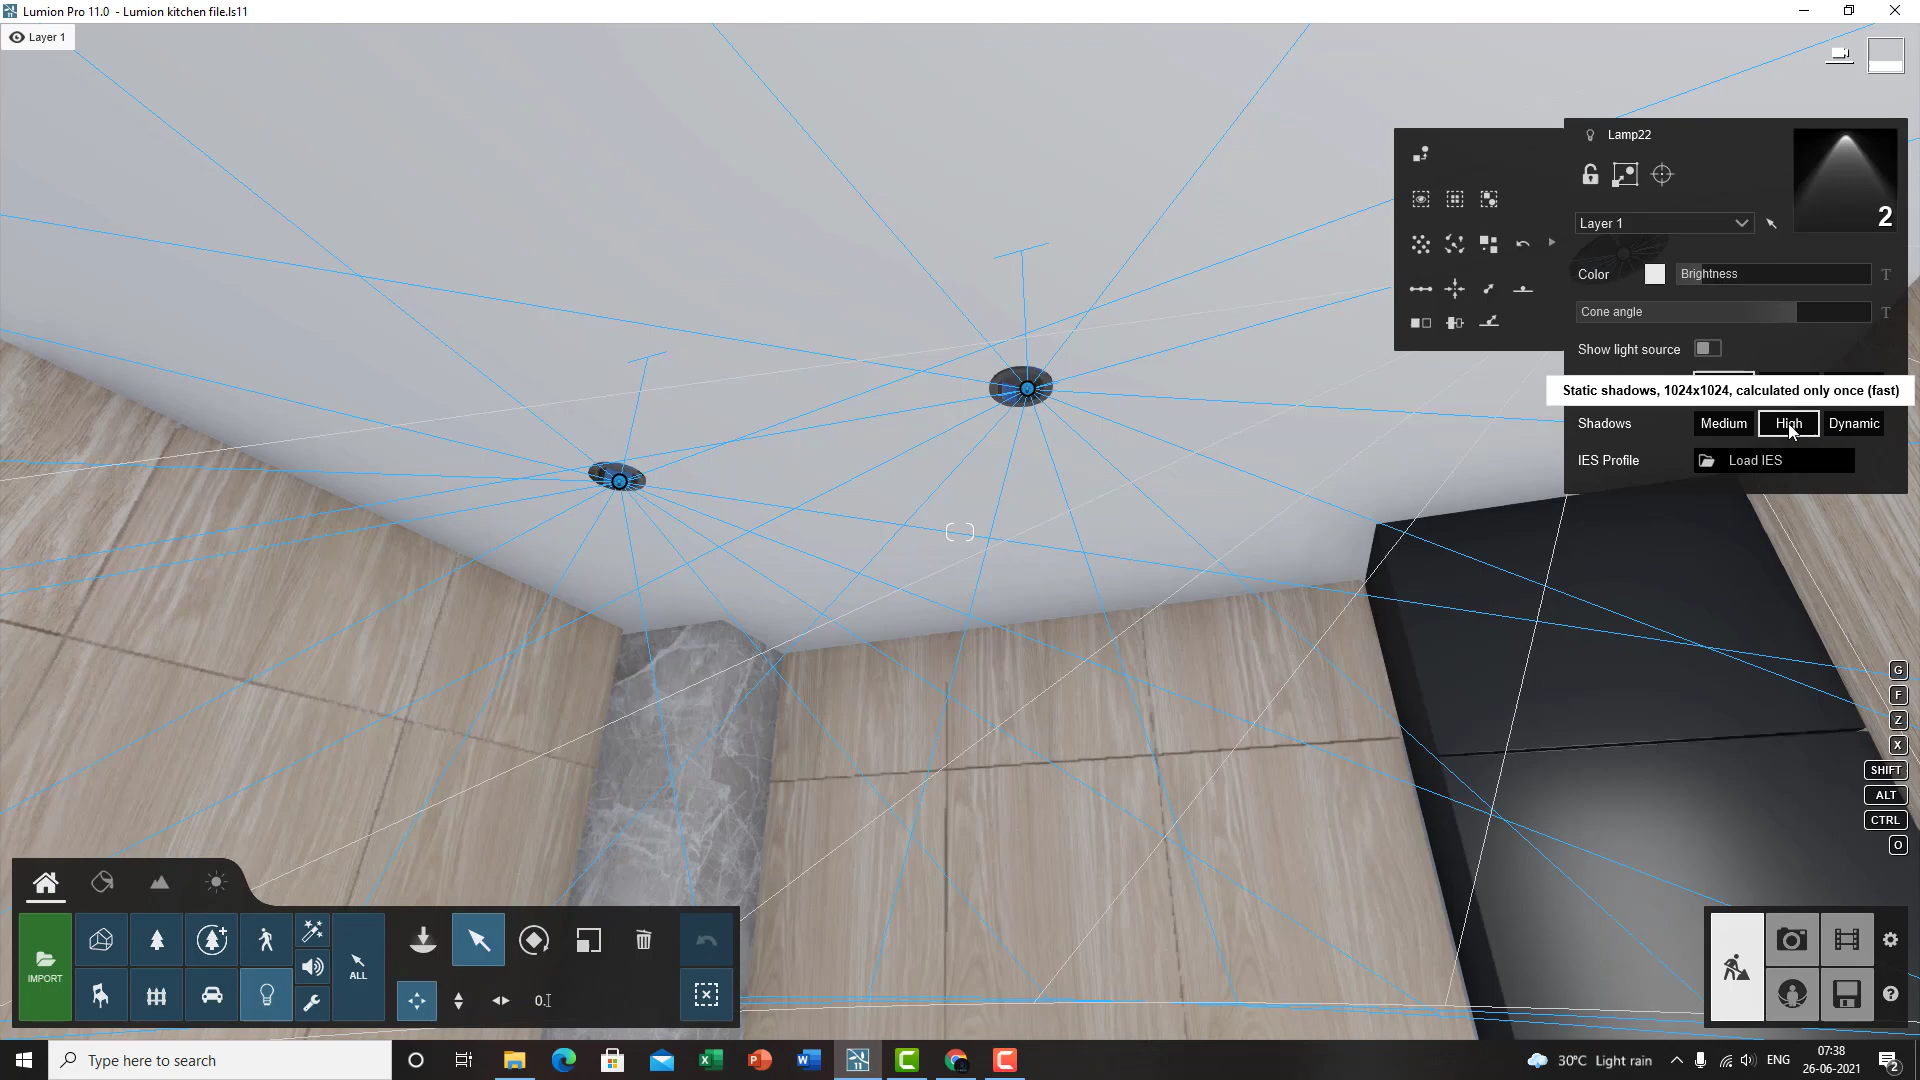 Lumion Pro 11.0 - Lumion kitchen file.ls11
Layer 1
Lamp22
2
Layer 1
Color
Brightness
T
Cone angle
T
Show light source
Static shadows, 1024x1024, calculated only once (fast)
Shadows
Medium
High
Dynamic
IES Profile
Load IES
G
F
Z
X
SHIFT
ALT
CTRL
O
IMPORT
ALL
0.
Type here to search
30°C Light rain
ENG
07:38
26-06-2021
2